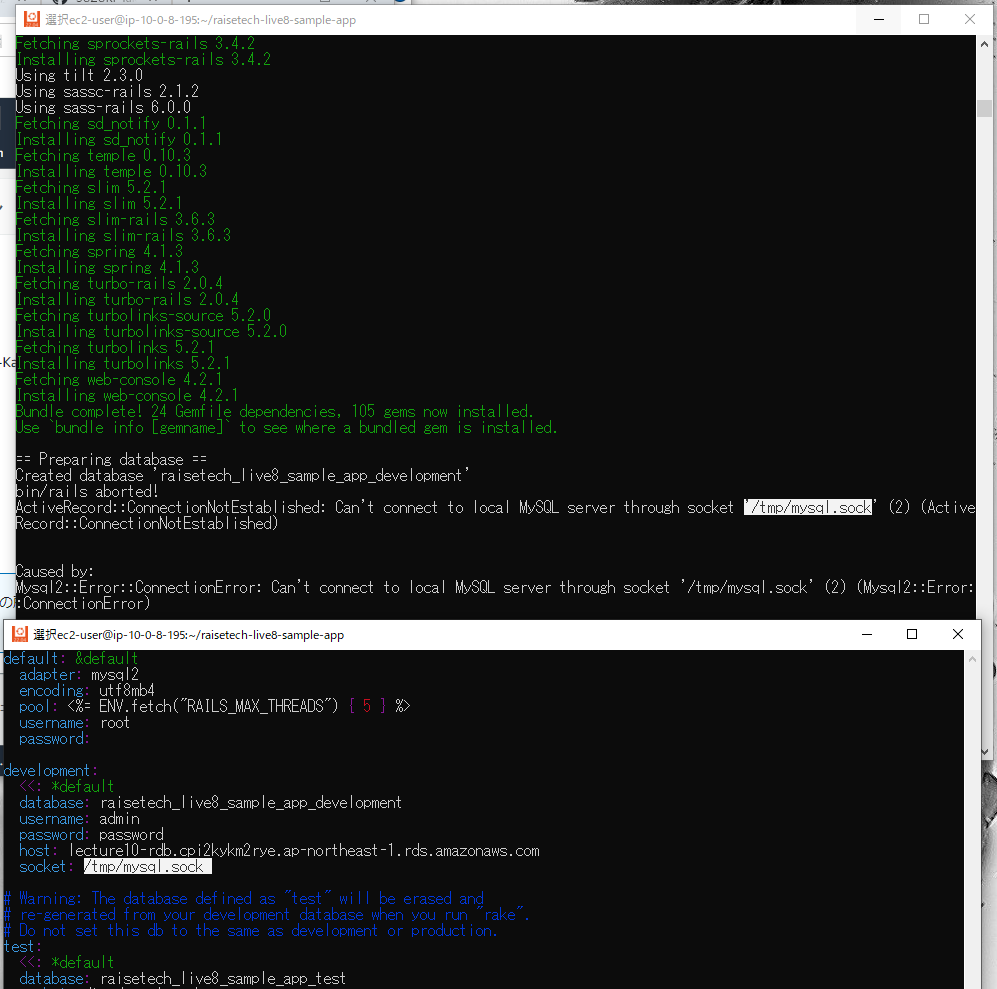 選択ec2-user@ip-10-0-8-195:~/raisetech-live8-sample-app
Fetching sprockets-rails 3.4.2
Installing sprockets-rails 3.4.2
Using tilt 2.3.0
Using sassc-rails 2.1.2
Using sass-rails 6.0.0
Fetching sd_notify 0.1.1
Installing sd_notify 0.1.1
Fetching temple 0.10.3
Installing temple 0.10.3
Fetching slim 5.2.1
Installing slim 5.2.1
Fetching slim-rails 3.6.3
Installing slim-rails 3.6.3
Fetching spring 4.1.3
Installing spring 4.1.3
Fetching turbo-rails 2.0.4
Installing turbo-rails 2.0.4
Fetching turbolinks-source 5.2.0
Installing turbolinks-source 5.2.0
Fetching turbolinks 5.2.1
Installing turbolinks 5.2.1
Fetching web-console 4.2.1
Installing web-console 4.2.1
Bundle complete! 24 Gemfile dependencies, 105 gems now installed.
Use `bundle info [gemname]` to see where a bundled gem is installed.
== Preparing database ==
Created database 'raisetech_live8_sample_app_development'
bin/rails aborted!
ActiveRecord::ConnectionNotEstablished: Can't connect to local MySQL server through socket '/tmp/mysql.sock' (2) (Active
Record::ConnectionNotEstablished)
Caused by:
Mysql2::Error::ConnectionError: Can't connect to local MySQL server through socket '/tmp/mysql.sock' (2) (Mysql2::Error:
:ConnectionError)
選択ec2-user@ip-10-0-8-195:~/raisetech-live8-sample-app
default: &default
adapter: mysql2
encoding: utf8mb4
pool: <%= ENV.fetch("RAILS_MAX_THREADS") { 5 } %>
username: root
password:
development:
<<: *default
database: raisetech_live8_sample_app_development
username: admin
password: password
host: lecture10-rdb.cpi2kykm2rye.ap-northeast-1.rds.amazonaws.com
socket: /tmp/mysql.sock
# Warning: The database defined as "test" will be erased and
# re-generated from your development database when you run "rake".
# Do not set this db to the same as development or production.
test:
<<: *default
database: raisetech_live8_sample_app_test